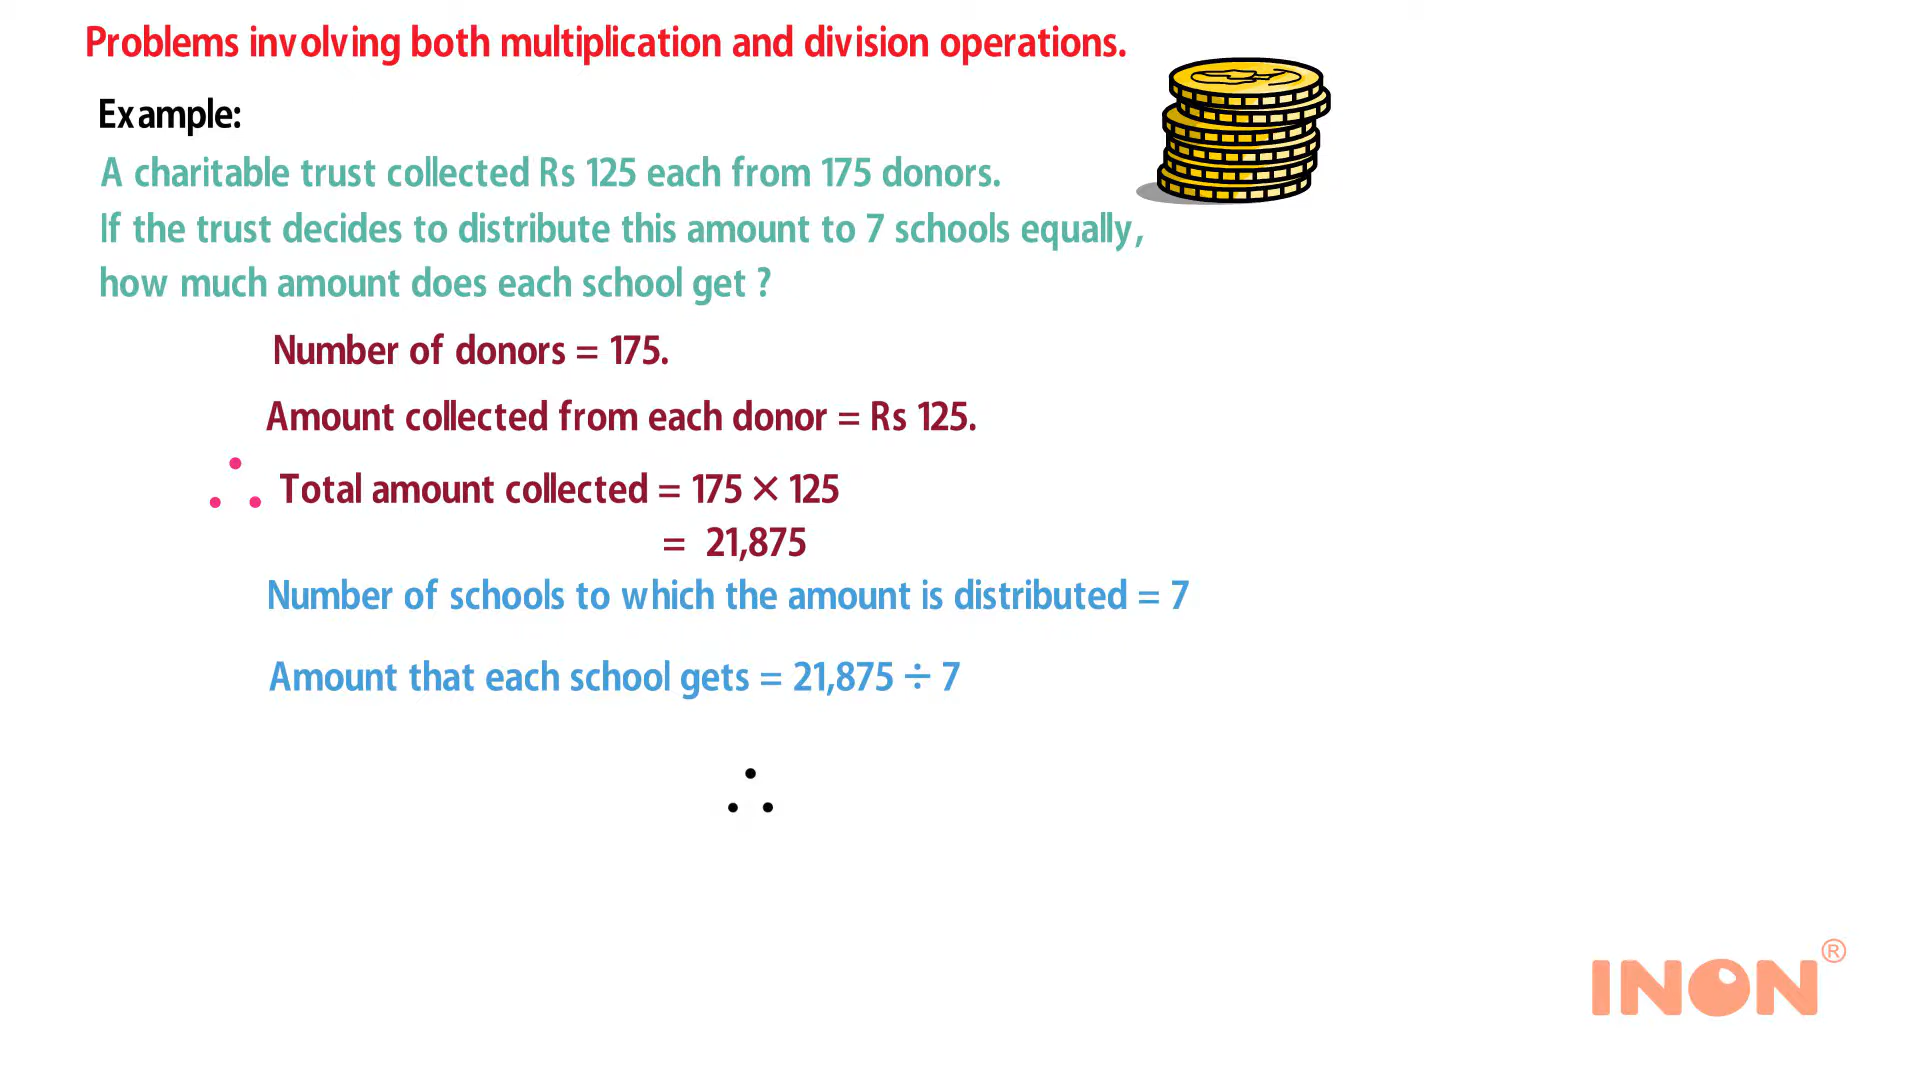 Problems involving both multiplication and division operations.
Example:
A charitable trust collected Rs 125 each from 175 donors.
If the trust decides to distribute this amount to 7 schools equally,
how much amount does each school get ?
Number of donors = 175.
Amount collected from each donor = Rs 125.
∴ Total amount collected = 175 × 125
= 21,875
Number of schools to which the amount is distributed = 7
Amount that each school gets = 21,875 ÷ 7
∴
INON®